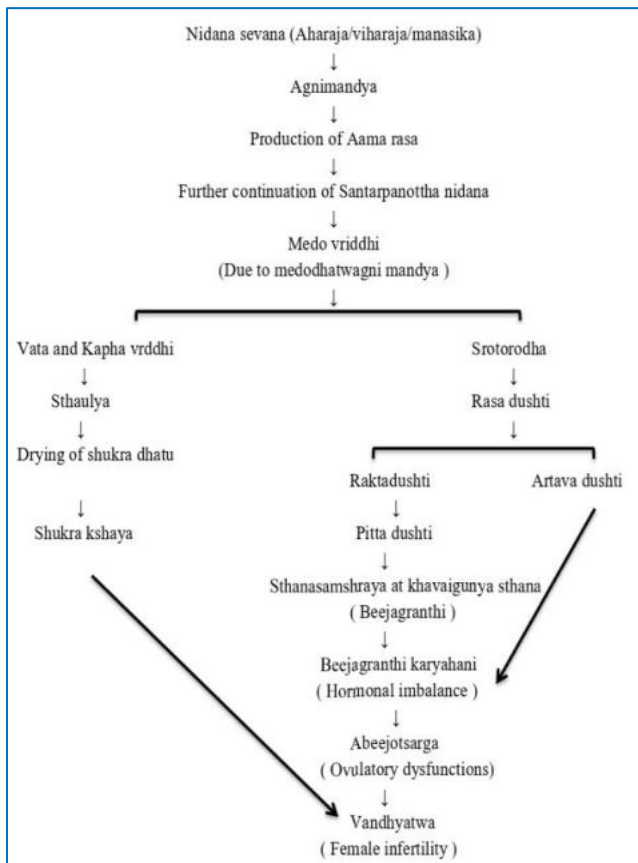 Nidana sevana (Aharaja/viharaja/manasika)
↓
Agnimandya
↓
Production of Aama rasa
↓
Further continuation of Santarpanottha nidana
↓
Medo vriddhi
(Due to medodhatwagni mandya )
↓
Vata and Kapha vrddhi
↓
Sthaulya
↓
Drying of shukra dhatu
↓
Shukra kshaya
Srotorodha
↓
Rasa dushti
↓
Raktadushti
↓
Pitta dushti
↓
Sthanasamshraya at khavaigunya sthana
( Beejagranthi )
↓
Artava dushti
Beejagranthi karyahani
( Hormonal imbalance )
↓
Abeejotsarga
( Ovulatory dysfunctions)
↓
Vandhyatwa
( Female infertility )